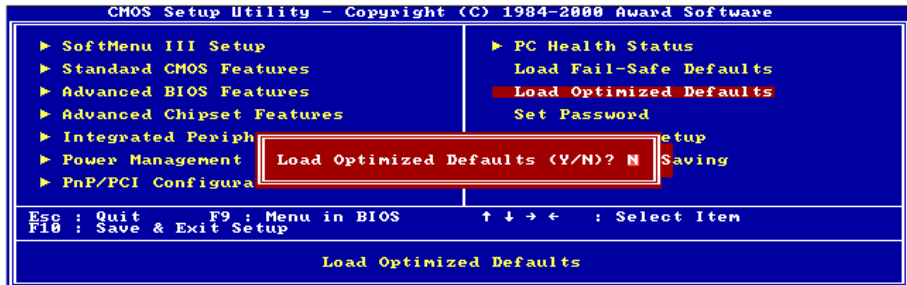 CMOS Setup Utility - Copyright (C) 1984-2000 Award Software
► SoftMenu III Setup
► Standard CMOS Features
► Advanced BIOS Features
► Advanced Chipset Features
► Integrated Periph
► Power Management
► PnP/PCI Configura
► PC Health Status
Load Fail-Safe Defaults
Load Optimized Defaults
Set Password
etup
Saving
Load Optimized Defaults (Y/N)? N
Esc : Quit F9 : Menu in BIOS ↑ ↓ → ← : Select Item
F10 : Save & Exit Setup
Load Optimized Defaults